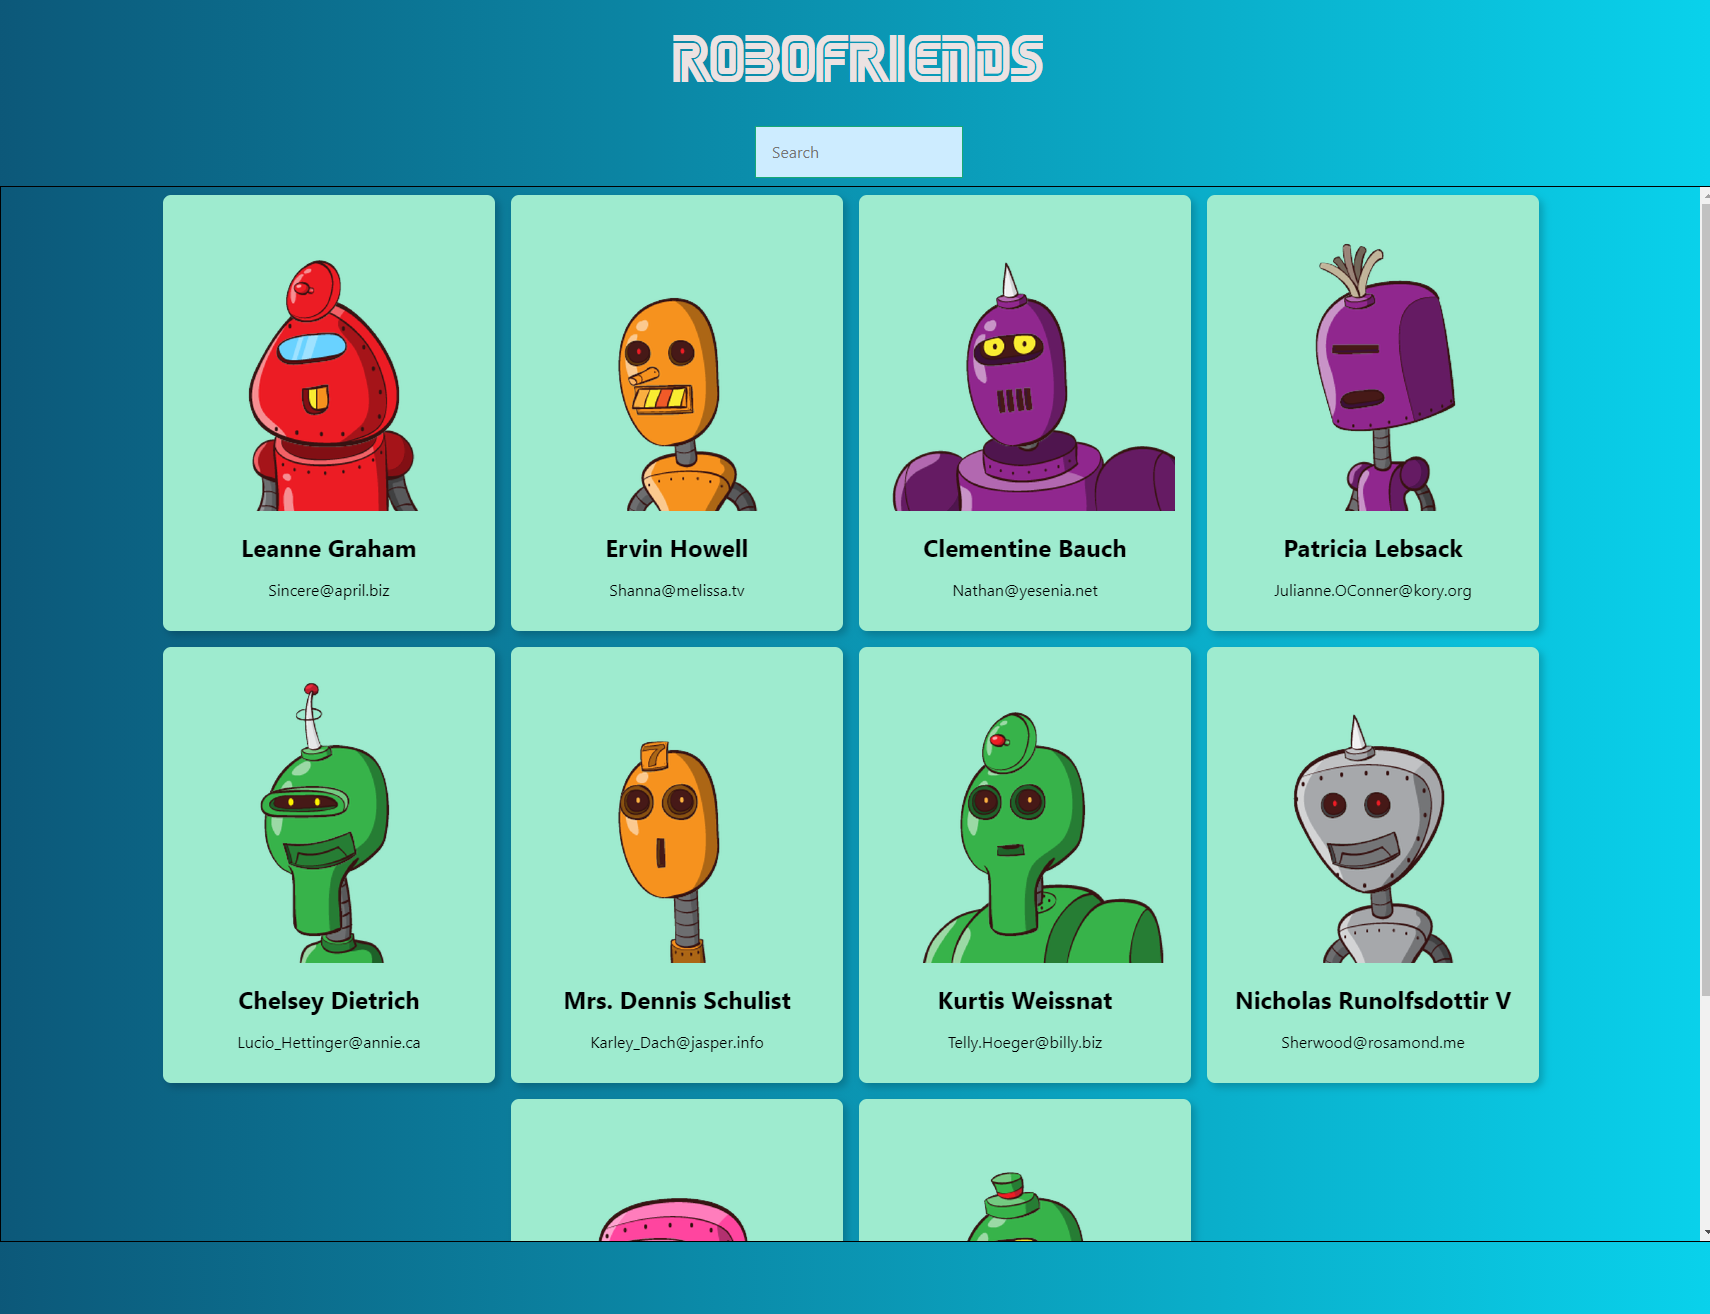 ROBOFRIENDS
Search
Leanne Graham
Sincere@april.biz
Ervin Howell
Shanna@melissa.tv
Clementine Bauch
Nathan@yesenia.net
Patricia Lebsack
Julianne.OConner@kory.org
Chelsey Dietrich
Lucio_Hettinger@annie.ca
7
Mrs. Dennis Schulist
Karley_Dach@jasper.info
Kurtis Weissnat
Telly.Hoeger@billy.biz
Nicholas Runolfsdottir V
Sherwood@rosamond.me